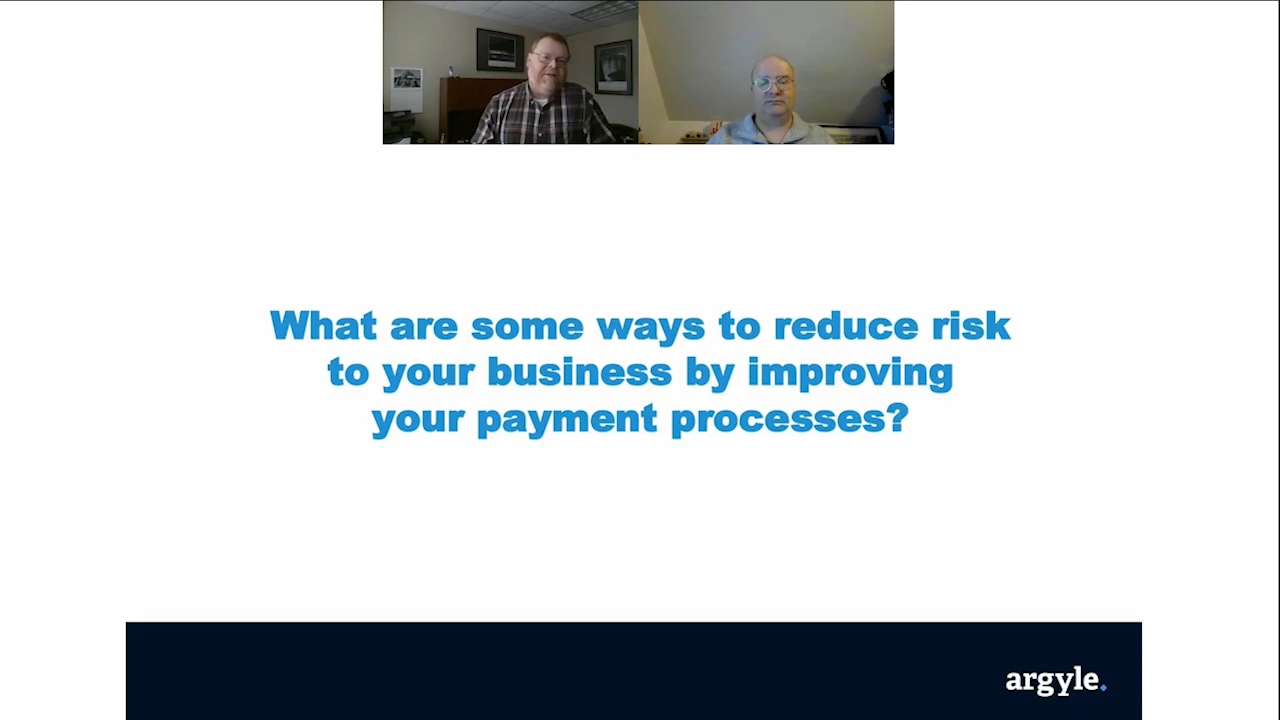 What are some ways to reduce risk
to your business by improving
your payment processes?
argyle.